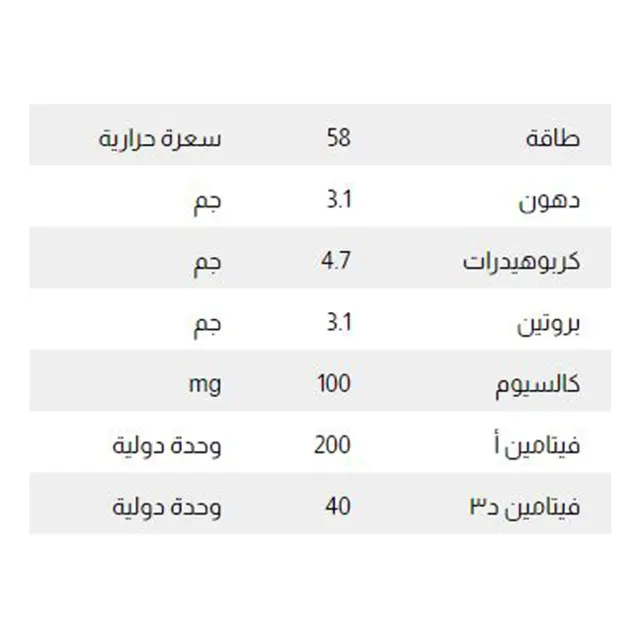 طاقة 58 سعرة حرارية
دهون 3.1 جم
كربوهيدرات 4.7 جم
بروتين 3.1 جم
كالسيوم 100 mg
فيتامين أ 200 وحدة دولية
فيتامين د٣ 40 وحدة دولية